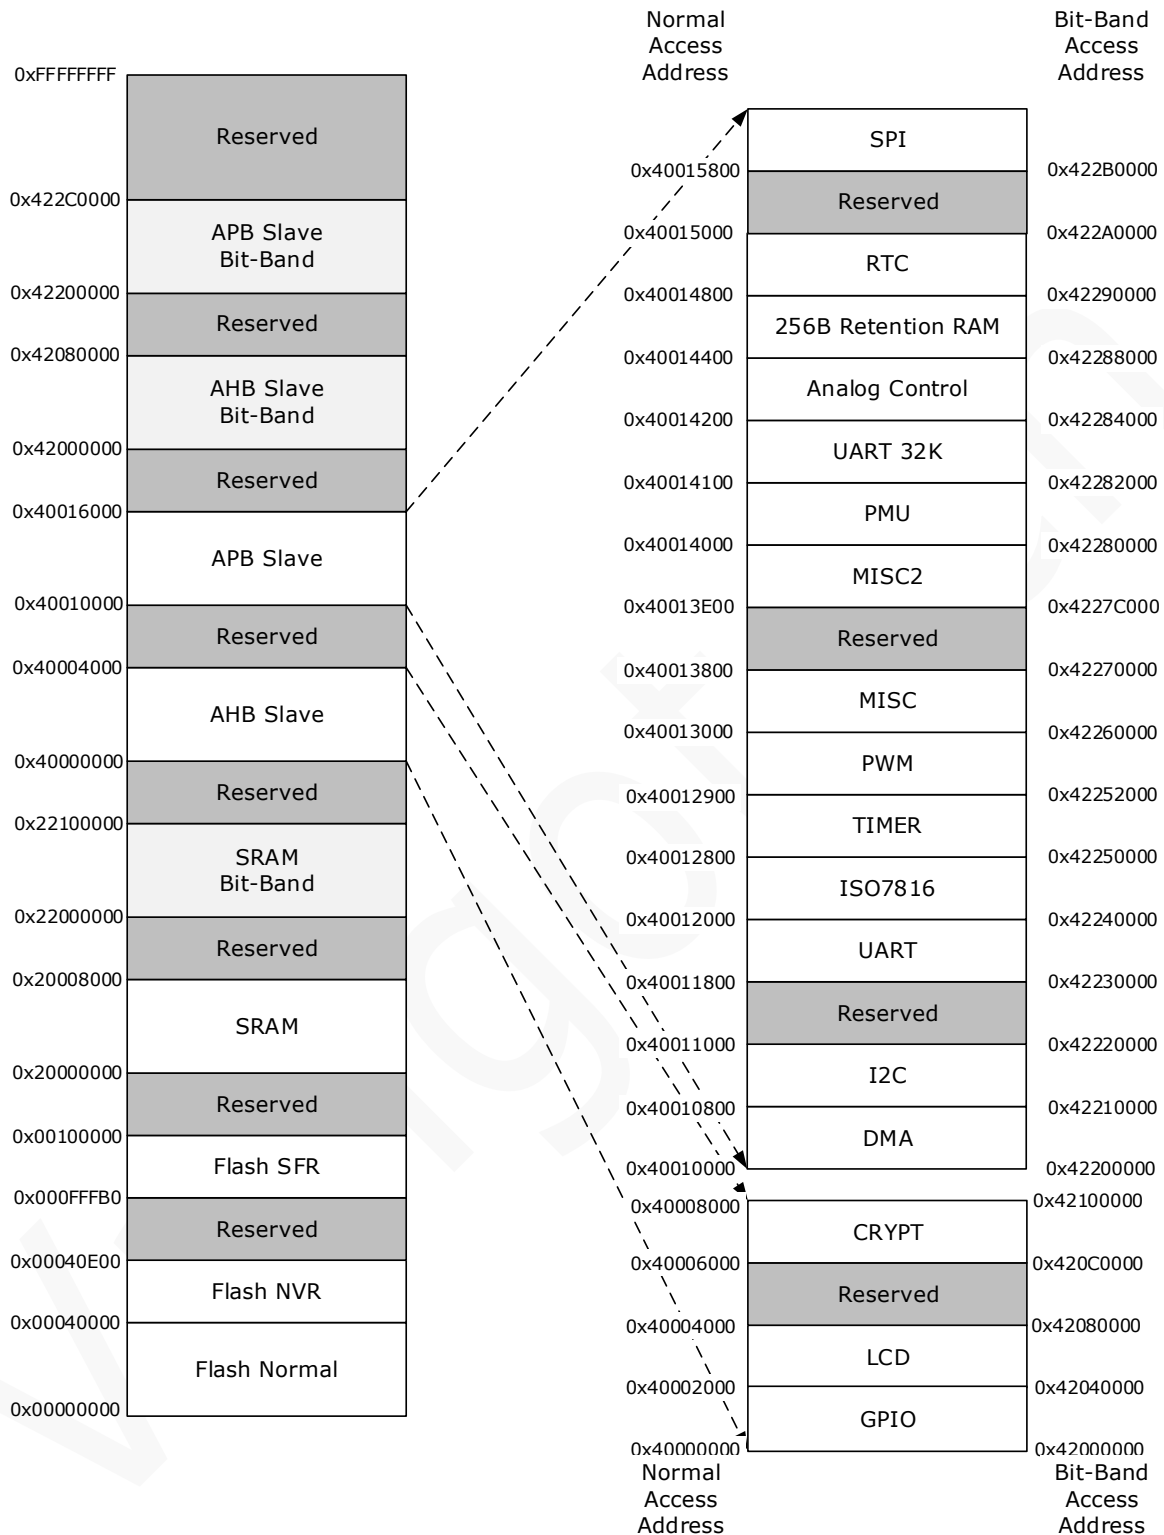 Normal
Access
Address
Bit-Band
Access
Address
0xFFFFFFFF
Reserved
0x422C0000
APB Slave
Bit-Band
0x42200000
Reserved
0x42080000
AHB Slave
Bit-Band
0x42000000
Reserved
0x40016000
APB Slave
0x40010000
Reserved
0x40004000
AHB Slave
0x40000000
Reserved
0x22100000
SRAM
Bit-Band
0x22000000
Reserved
0x20008000
SRAM
0x20000000
Reserved
0x00100000
Flash SFR
0x000FFFB0
Reserved
0x00040E00
Flash NVR
0x00040000
Flash Normal
0x00000000
SPI
0x40015800 0x422B0000
Reserved
0x40015000 0x422A0000
RTC
0x40014800 0x42290000
256B Retention RAM
0x40014400 0x42288000
Analog Control
0x40014200 0x42284000
UART 32K
0x40014100 0x42282000
PMU
0x40014000 0x42280000
MISC2
0x40013E00 0x4227C000
Reserved
0x40013800 0x42270000
MISC
0x40013000 0x42260000
PWM
0x40012900 0x42252000
TIMER
0x40012800 0x42250000
ISO7816
0x40012000 0x42240000
UART
0x40011800 0x42230000
Reserved
0x40011000 0x42220000
I2C
0x40010800 0x42210000
DMA
0x40010000 0x42200000
0x40008000 0x42100000
CRYPT
0x40006000 0x420C0000
Reserved
0x40004000 0x42080000
LCD
0x40002000 0x42040000
GPIO
0x40000000 0x42000000
Normal
Access
Address
Bit-Band
Access
Address